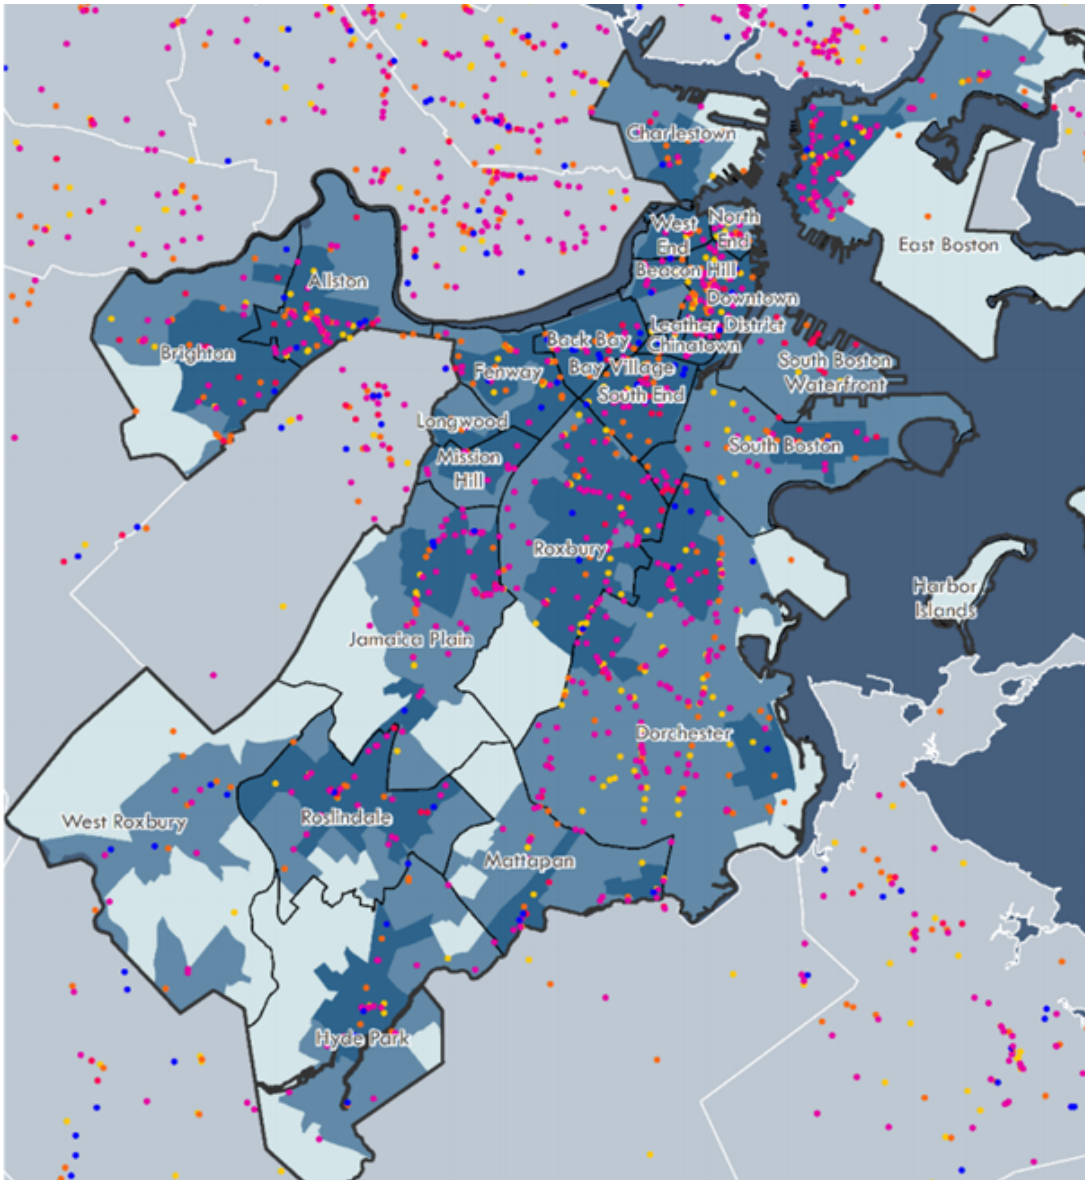 Charlestown
West
End
North
End
East Boston
Beacon Hill
Allston
Downtown
Leather District
Chinatown
Back Bay
Brighton
Bay Village
Fenway
South Boston
Waterfront
South End
Longwood
South Boston
Mission
Hill
Roxbury
Harbor
Islands
Jamaica Plain
Dorchester
West Roxbury
Roslindale
Mattapan
Hyde Park